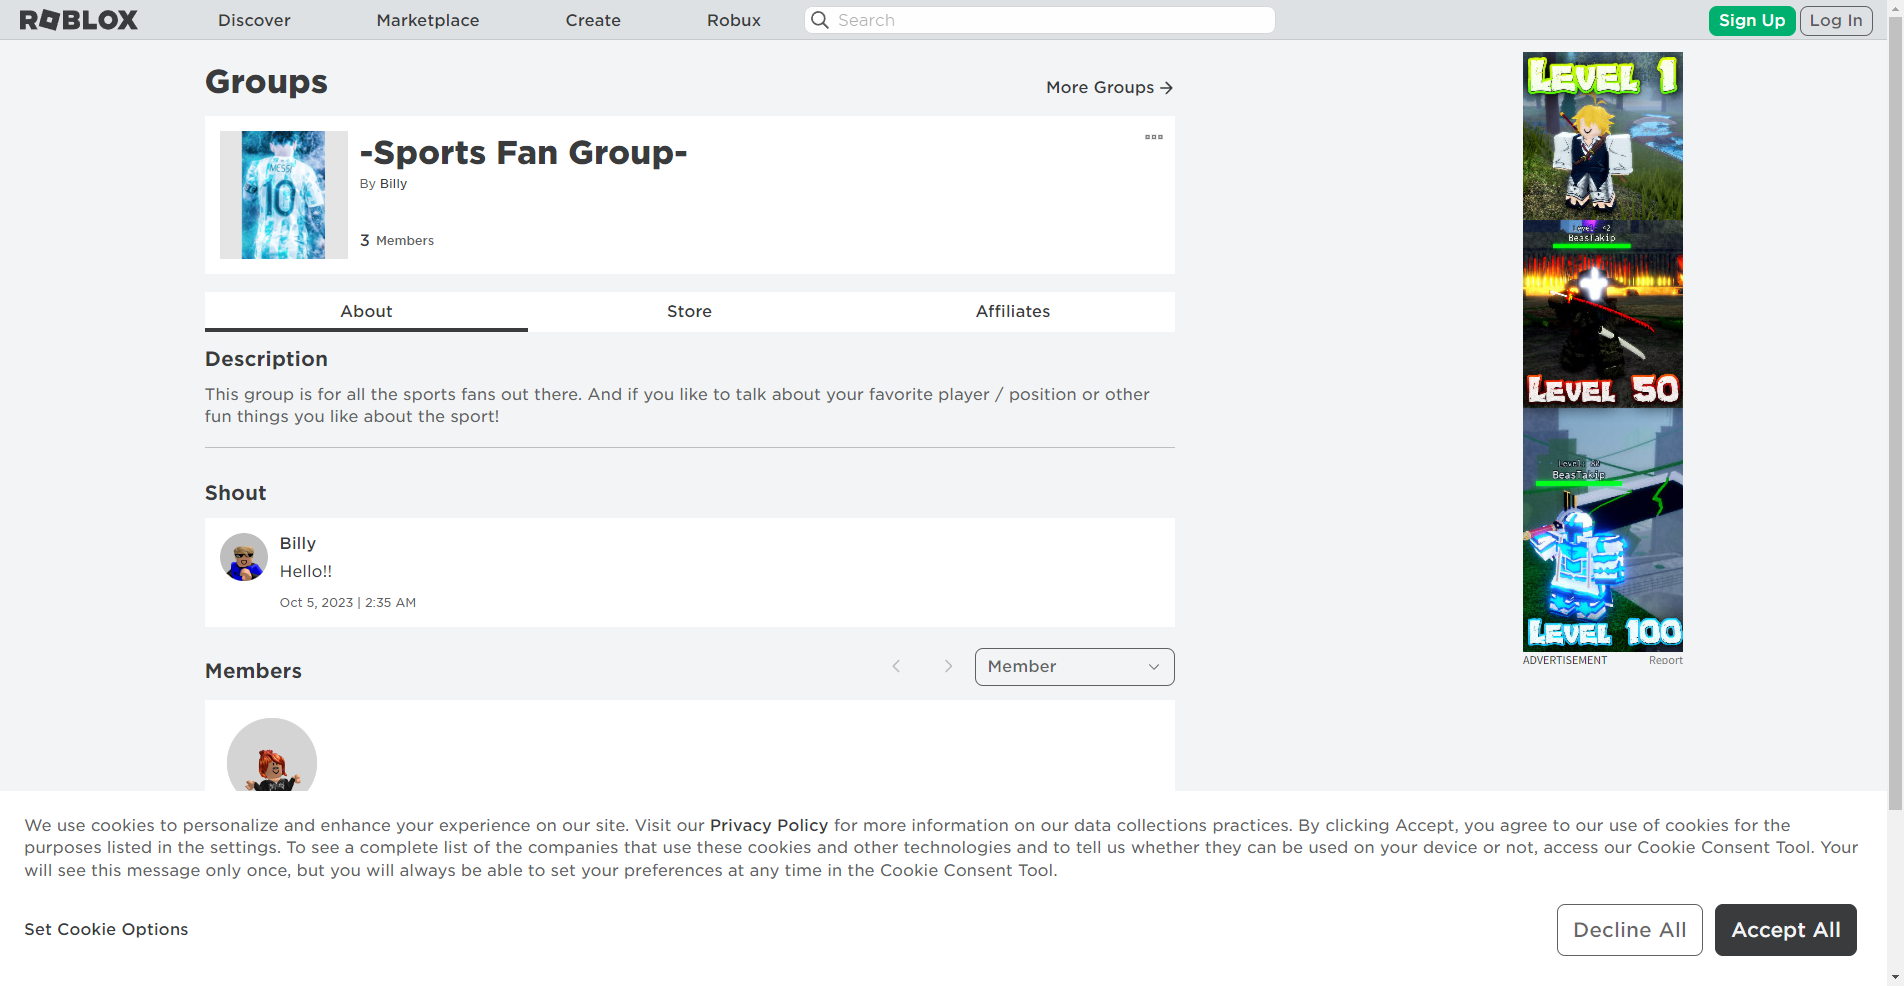 ROBLOX Discover Marketplace Create Robux Search Sign Up Log In
Groups
More Groups
-Sports Fan Group-
By Billy
3 Members
MESSI
10
About Store Affiliates
Description
This group is for all the sports fans out there. And if you like to talk about your favorite player / position or other
fun things you like about the sport!
Shout
Billy
Hello!!
Oct 5, 2023 | 2:35 AM
Members
Member
LEVEL 1
BeasTakip
LEVEL 50
BeasTakip
LEVEL 100
ADVERTISEMENT Report
We use cookies to personalize and enhance your experience on our site. Visit our Privacy Policy for more information on our data collections practices. By clicking Accept, you agree to our use of cookies for the
purposes listed in the settings. To see a complete list of the companies that use these cookies and other technologies and to tell us whether they can be used on your device or not, access our Cookie Consent Tool. Your
will see this message only once, but you will always be able to set your preferences at any time in the Cookie Consent Tool.
Set Cookie Options
Decline All
Accept All